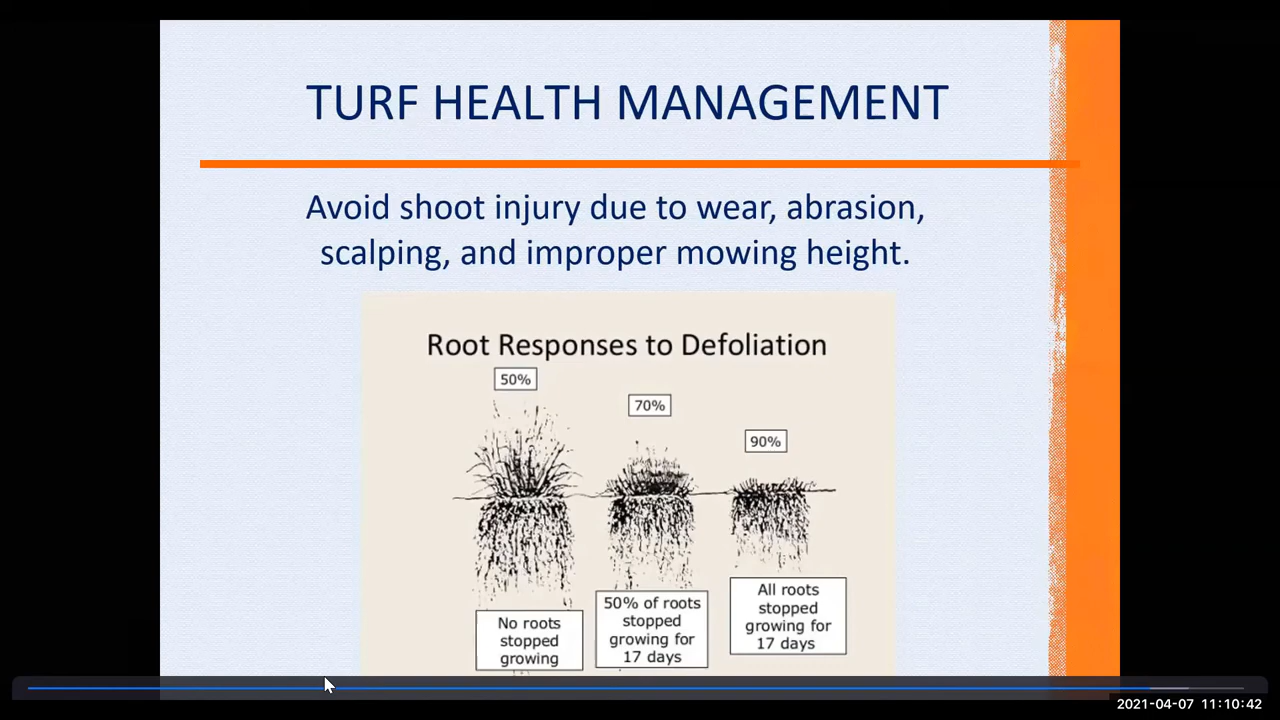 TURF HEALTH MANAGEMENT
Avoid shoot injury due to wear, abrasion,
scalping, and improper mowing height.
Root Responses to Defoliation
50%
70%
90%
No roots
stopped
growing
50% of roots
stopped
growing for
17 days
All roots
stopped
growing for
17 days
2021-04-07 11:10:42